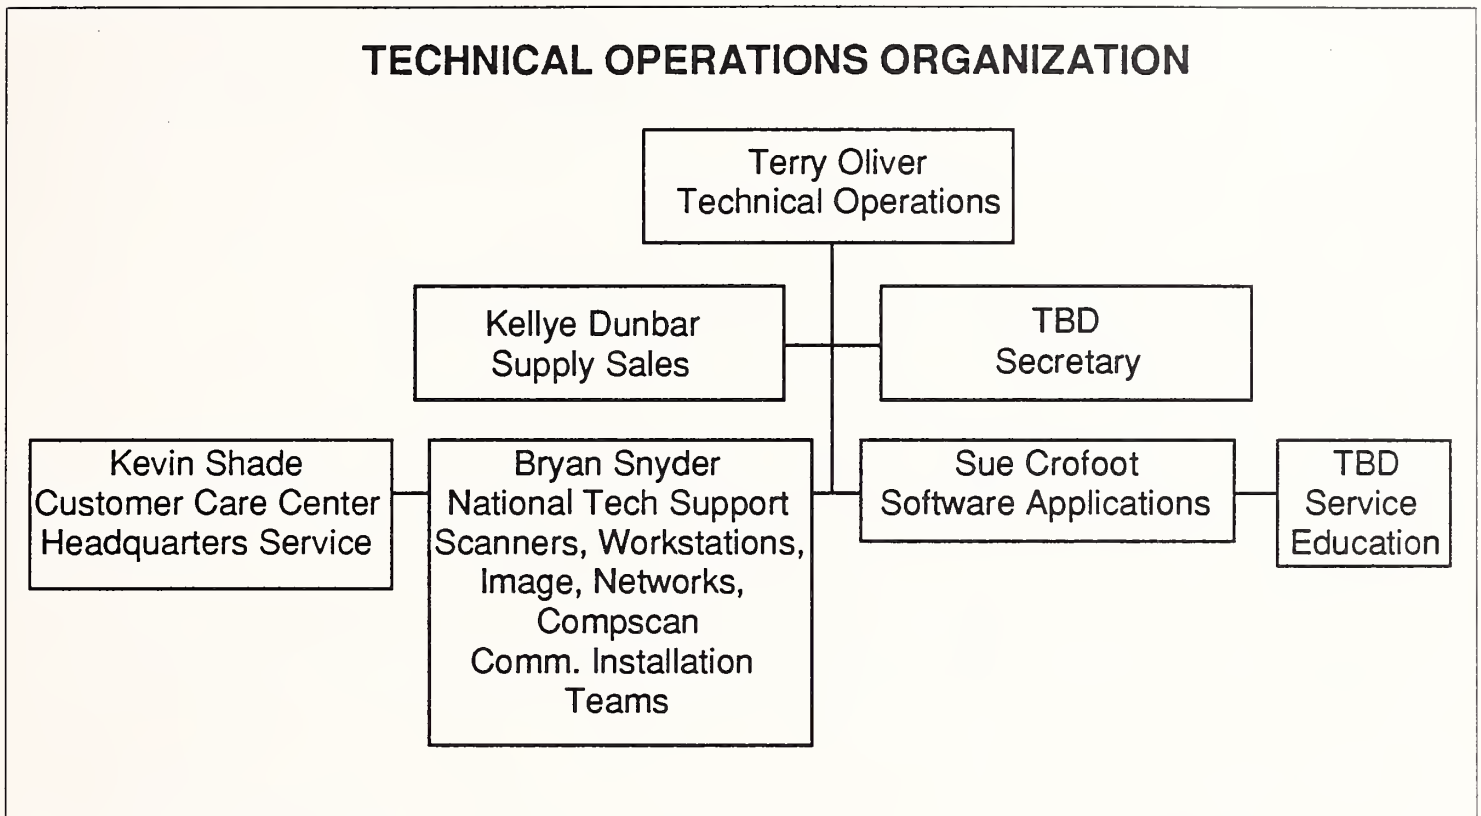 TECHNICAL OPERATIONS ORGANIZATION
Terry Oliver
Technical Operations
Kellye Dunbar
Supply Sales
TBD
Secretary
Kevin Shade
Customer Care Center
Headquarters Service
Bryan Snyder
National Tech Support
Scanners, Workstations,
Image, Networks,
Compscan
Comm. Installation
Teams
Sue Crofoot
Software Applications
TBD
Service
Education